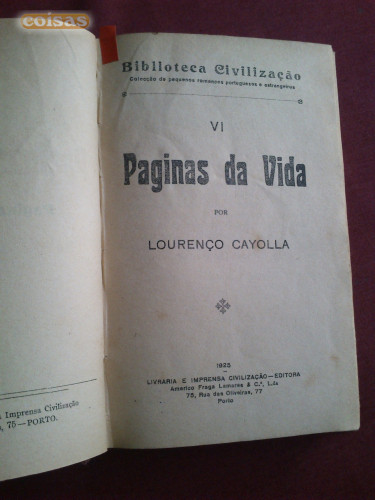 coisas
Biblioteca Civilização
Colecção de pequenos romances portugueses e estrangeiros
VI
Paginas da Vida
POR
LOURENÇO CAYOLLA
1925
LIVRARIA E IMPRENSA CIVILIZAÇÃO—EDITORA
Americo Fraga Lamares & C.ª, L.da
75, Rua das Oliveiras, 77
Porto
Imprensa Civilização
, 75—PORTO.